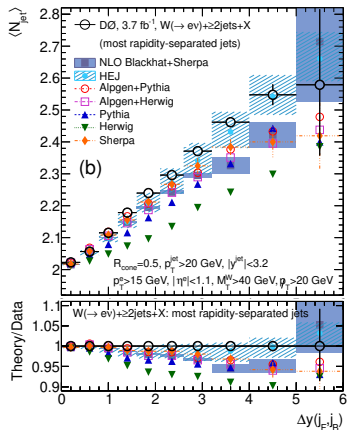 ⟨N_jet⟩
DØ, 3.7 fb⁻¹, W(→eν)+≥2jets+X
(most rapidity-separated jets)
NLO Blackhat+Sherpa
HEJ
Alpgen+Pythia
Alpgen+Herwig
Pythia
Herwig
Sherpa
(b)
R_cone=0.5, p_T^jet>20 GeV, |y^jet|<3.2
p_T^e>15 GeV, |η^e|<1.1, M_T^W>40 GeV, p̸_T>20 GeV
2.8
2.7
2.6
2.5
2.4
2.3
2.2
2.1
2
W(→eν)+≥2jets+X: most rapidity-separated jets
Theory/Data
1.1
1.05
1
0.95
0.9
0 1 2 3 4 5 6
Δy(j_F,j_B)